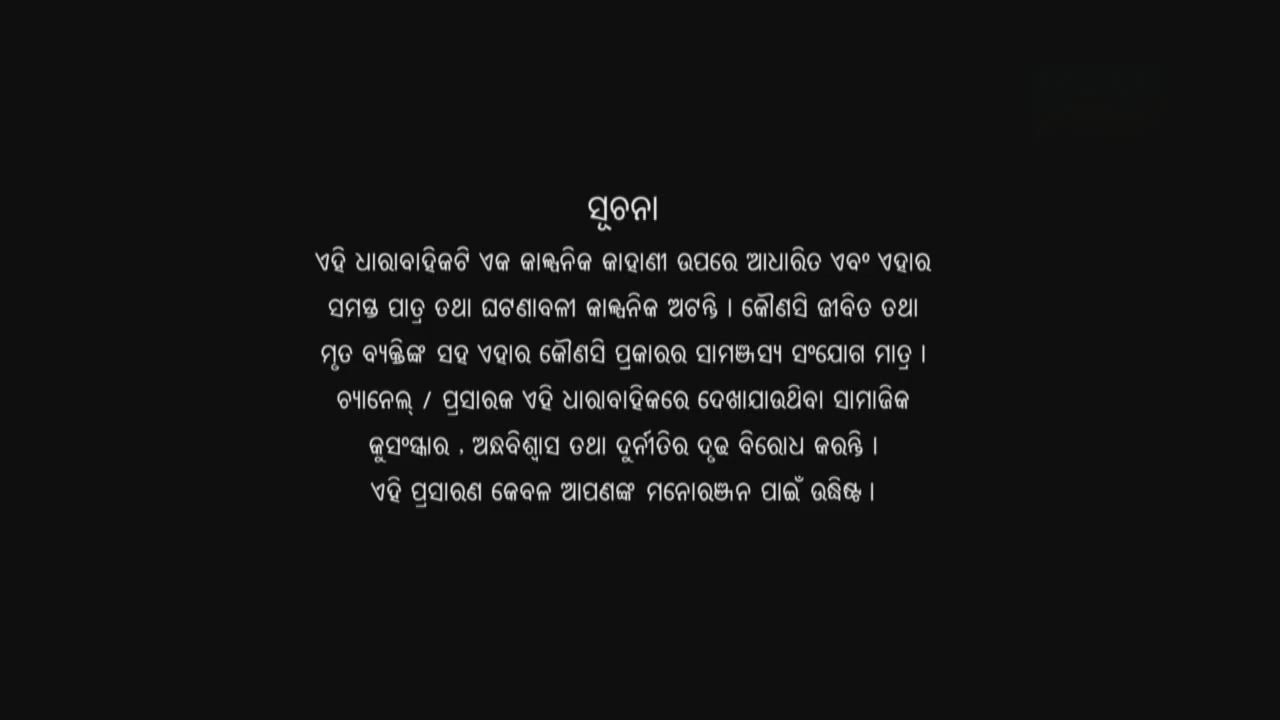 ସୂଚନା
ଏହି ଧାରାବାହିକଟି ଏକ କାଳ୍ପନିକ କାହାଣୀ ଉପରେ ଆଧାରିତ ଏବଂ ଏହାର
ସମସ୍ତ ପାତ୍ର ତଥା ଘଟଣାବଳୀ କାଳ୍ପନିକ ଅଟନ୍ତି । କୌଣସି ଜୀବିତ ତଥା
ମୃତ ବ୍ୟକ୍ତିଙ୍କ ସହ ଏହାର କୌଣସି ପ୍ରକାରର ସାମଞ୍ଜସ୍ୟ ସଂଯୋଗ ମାତ୍ର ।
ଚ୍ୟାନେଲ୍ / ପ୍ରସାରକ ଏହି ଧାରାବାହିକରେ ଦେଖାଯାଉଥିବା ସାମାଜିକ
କୁସଂସ୍କାର , ଅନ୍ଧବିଶ୍ୱାସ ତଥା ଦୁର୍ନୀତିର ଦୃଢ ବିରୋଧ କରନ୍ତି ।
ଏହି ପ୍ରସାରଣ କେବଳ ଆପଣଙ୍କ ମନୋରଞ୍ଜନ ପାଇଁ ଉଦ୍ଧିଷ୍ଟ ।